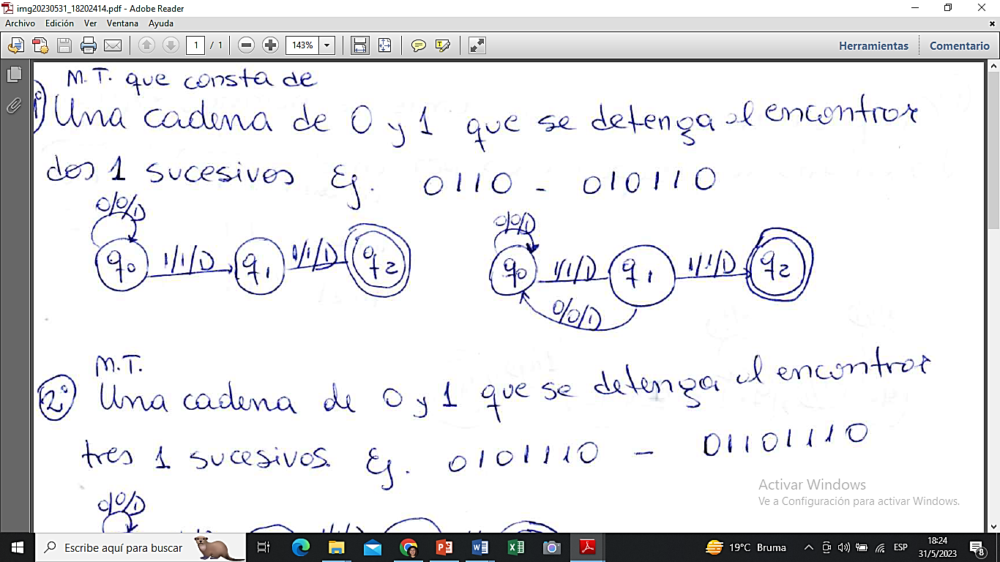 img20230531_18202414.pdf - Adobe Reader
Archivo Edición Ver Ventana Ayuda
1 / 1 143% Herramientas Comentario
M.T. que consta de
1°) Una cadena de 0 y 1 que se detenga al encontrar
dos 1 sucesivos Ej. 0110 - 010110
0/0/D 0/0/D
q0 1/1/D q1 1/1/D q2 q0 1/1/D q1 1/1/D q2
0/0/D
M.T.
2° Una cadena de 0 y 1 que se detenga al encontrar
tres 1 sucesivos. Ej. 0101110 - 01101110
Activar Windows
Ve a Configuración para activar Windows.
0/0/D
Escribe aquí para buscar 19°C Bruma ESP 18:24
31/5/2023 8